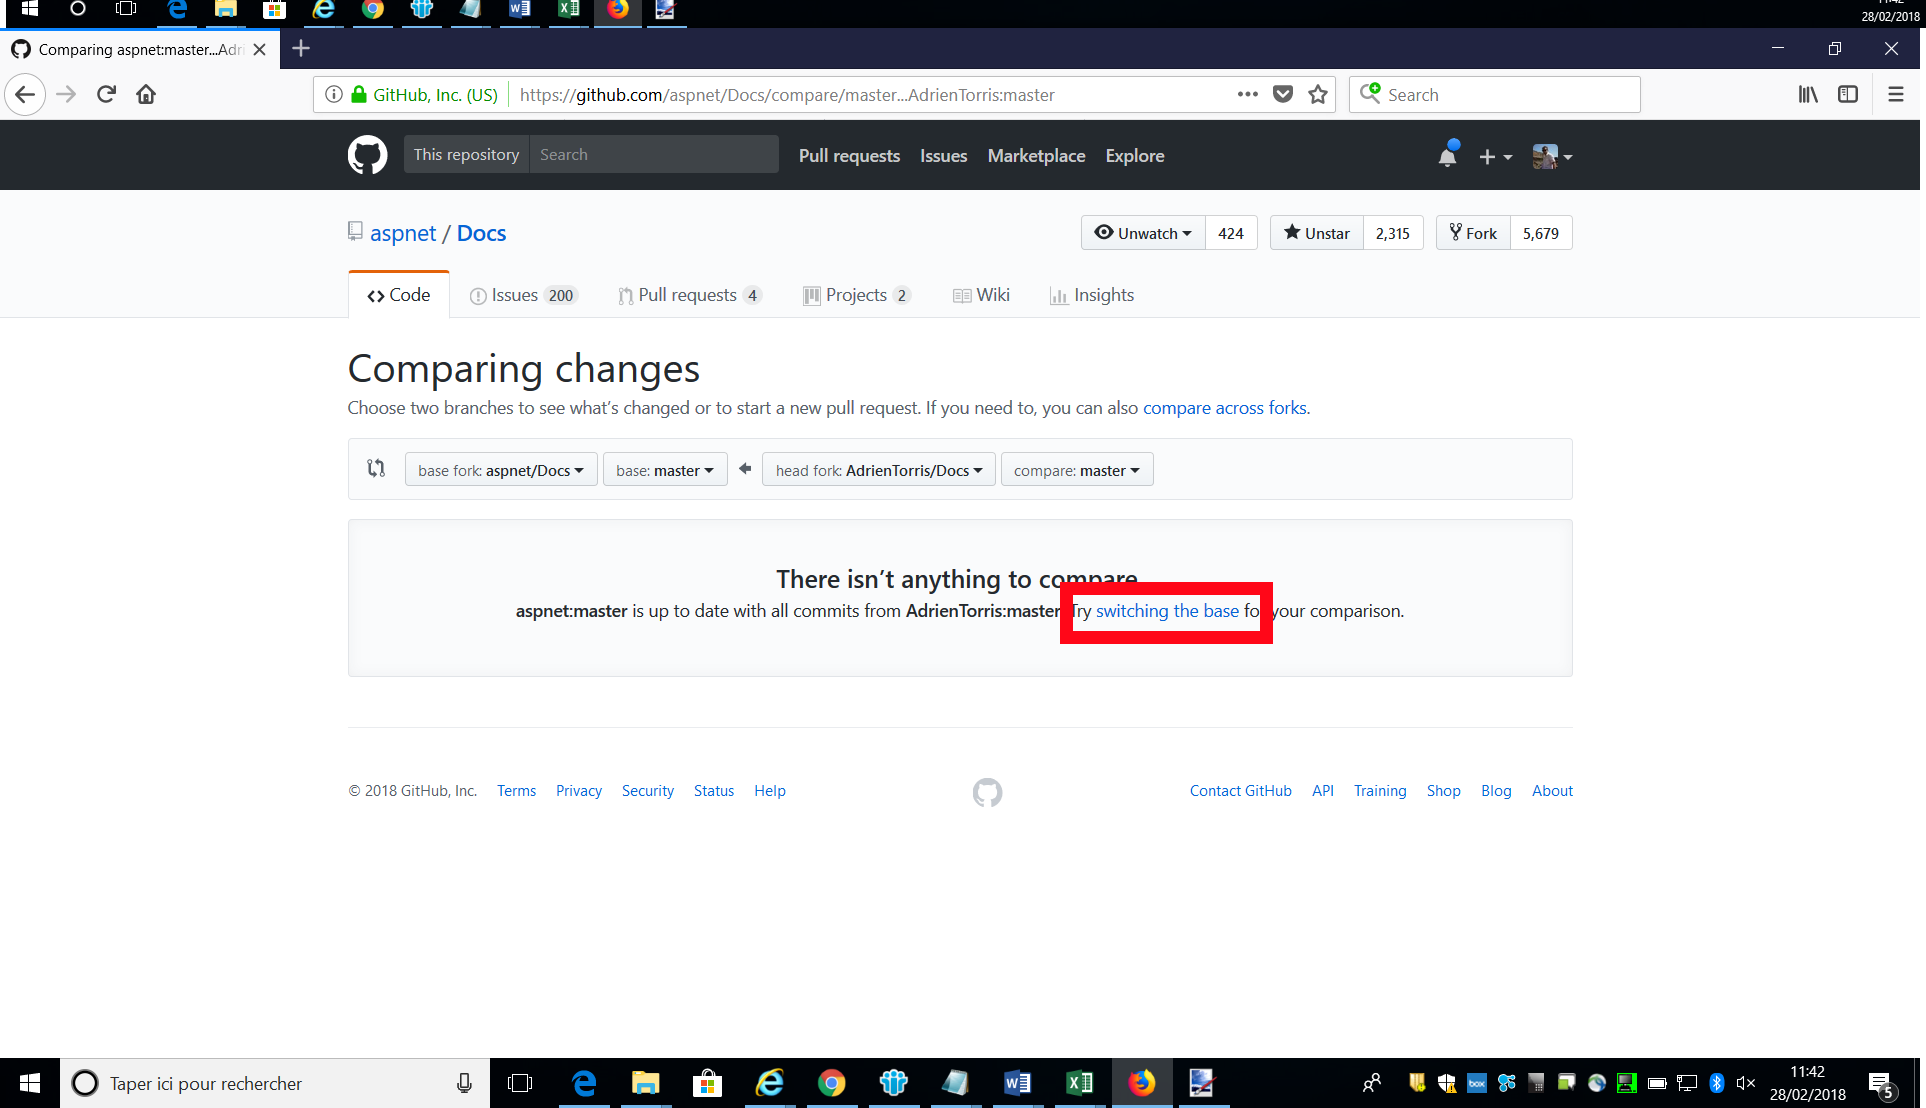 28/02/2018
Comparing aspnet:master...Adri
GitHub, Inc. (US) https://github.com/aspnet/Docs/compare/master...AdrienTorris:master
Search
This repository Search Pull requests Issues Marketplace Explore
aspnet / Docs
Unwatch 424 Unstar 2,315 Fork 5,679
Code Issues 200 Pull requests 4 Projects 2 Wiki Insights
Comparing changes
Choose two branches to see what's changed or to start a new pull request. If you need to, you can also compare across forks.
base fork: aspnet/Docs base: master head fork: AdrienTorris/Docs compare: master
There isn't anything to compare
aspnet:master is up to date with all commits from AdrienTorris:master Try switching the base for your comparison.
© 2018 GitHub, Inc. Terms Privacy Security Status Help Contact GitHub API Training Shop Blog About
Taper ici pour rechercher
box
11:42
28/02/2018
5